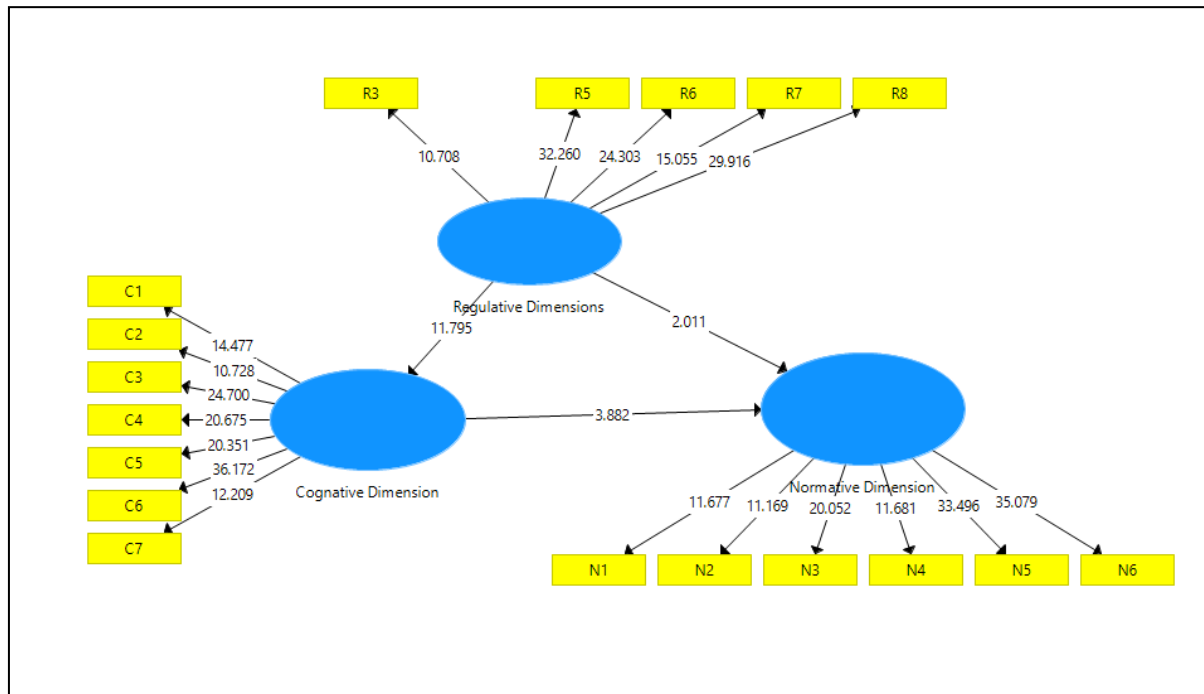 R3
R5
R6
R7
R8
10.708
32.260
24.303
15.055
29.916
Regulative Dimensions
11.795
2.011
C1
C2
C3
C4
C5
C6
C7
14.477
10.728
24.700
20.675
20.351
36.172
12.209
Cognative Dimension
3.882
Normative Dimension
11.677
11.169
20.052
11.681
33.496
35.079
N1
N2
N3
N4
N5
N6